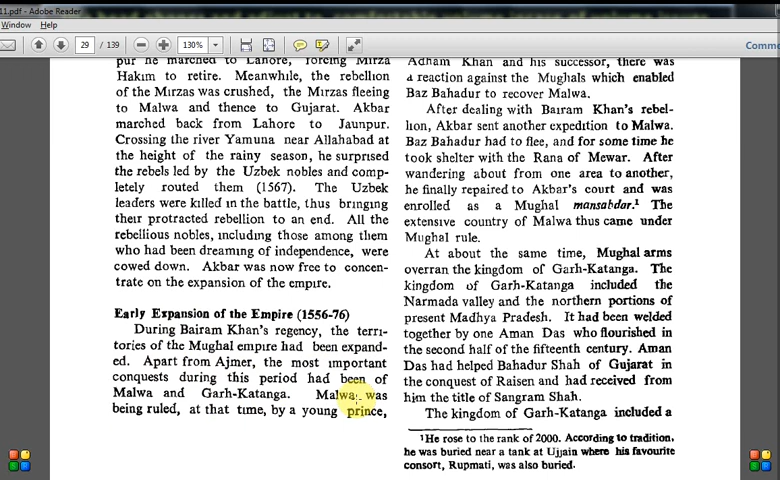 11.pdf - Adobe Reader
Window Help
29 / 139 130% Comme
pur he marched to Lahore, forcing Mirza
Hakim to retire. Meanwhile, the rebellion
of the Mirzas was crushed, the Mirzas fleeing
to Malwa and thence to Gujarat. Akbar
marched back from Lahore to Jaunpur.
Crossing the river Yamuna near Allahabad at
the height of the rainy season, he surprised
the rebels led by the Uzbek nobles and comp-
letely routed them (1567). The Uzbek
leaders were killed in the battle, thus bringing
their protracted rebellion to an end. All the
rebellious nobles, including those among them
who had been dreaming of independence, were
cowed down. Akbar was now free to concen-
trate on the expansion of the empire.
Early Expansion of the Empire (1556-76)
During Bairam Khan's regency, the terri-
tories of the Mughal empire had been expand-
ed. Apart from Ajmer, the most important
conquests during this period had been of
Malwa and Garh-Katanga. Malwa was
being ruled, at that time, by a young prince,
Adham Khan and his successor, there was
a reaction against the Mughals which enabled
Baz Bahadur to recover Malwa.
After dealing with Bairam Khan's rebel-
lion, Akbar sent another expedition to Malwa.
Baz Bahadur had to flee, and for some time he
took shelter with the Rana of Mewar. After
wandering about from one area to another,
he finally repaired to Akbar's court and was
enrolled as a Mughal mansabdar.¹ The
extensive country of Malwa thus came under
Mughal rule.
At about the same time, Mughal arms
overran the kingdom of Garh-Katanga. The
kingdom of Garh-Katanga included the
Narmada valley and the northern portions of
present Madhya Pradesh. It had been welded
together by one Aman Das who flourished in
the second half of the fifteenth century. Aman
Das had helped Bahadur Shah of Gujarat in
the conquest of Raisen and had received from
him the title of Sangram Shah.
The kingdom of Garh-Katanga included a
¹He rose to the rank of 2000. According to tradition,
he was buried near a tank at Ujjain where his favourite
consort, Rupmati, was also buried.